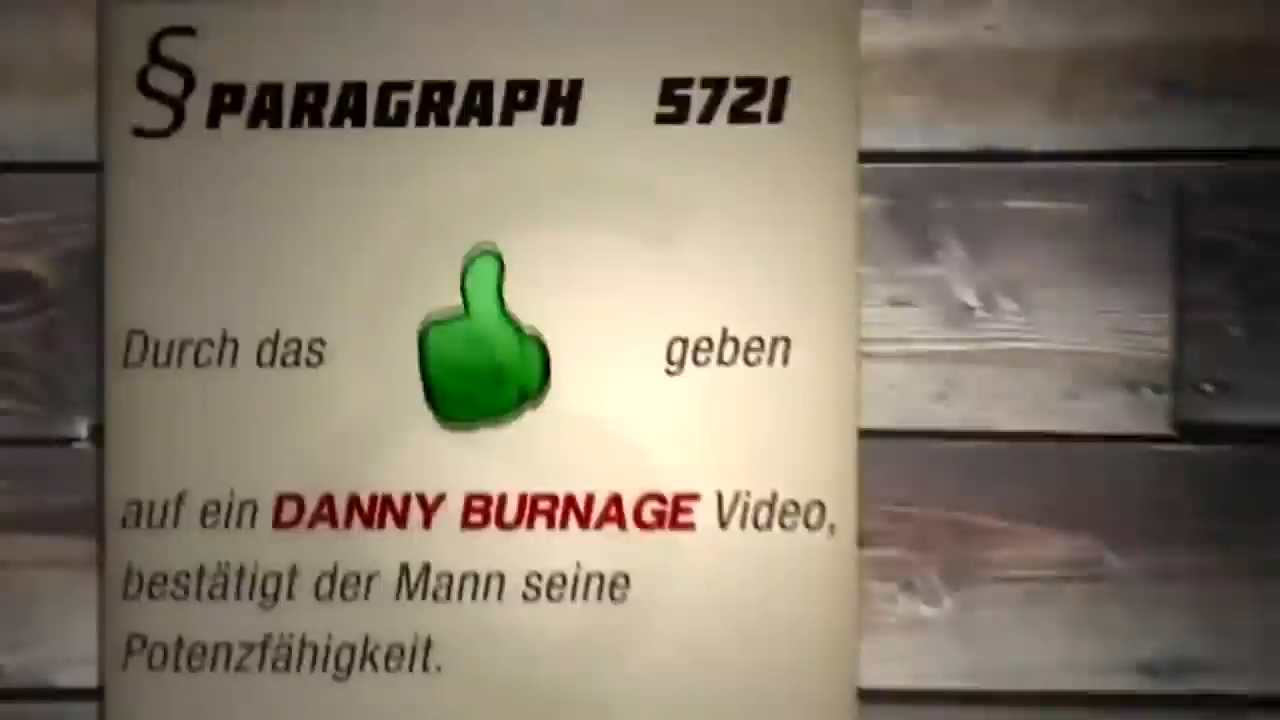 § PARAGRAPH 5721
Durch das geben
auf ein DANNY BURNAGE Video,
bestätigt der Mann seine
Potenzfähigkeit.